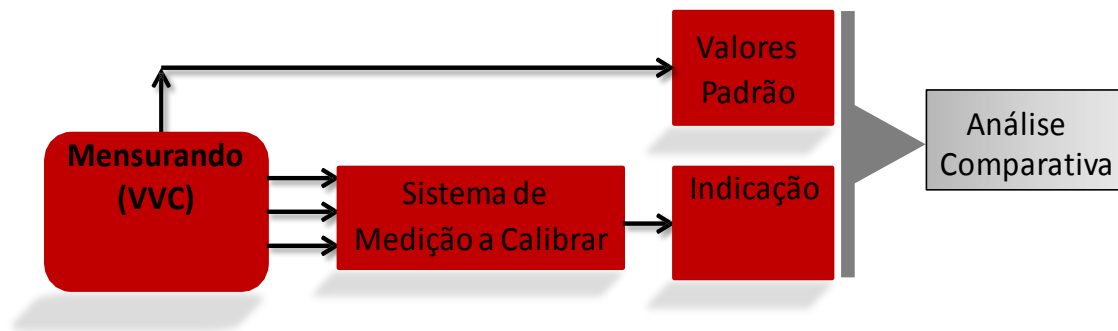 Valores
Padrão
Mensurando
(VVC)
Sistema de
Medição a Calibrar
Indicação
Análise
Comparativa